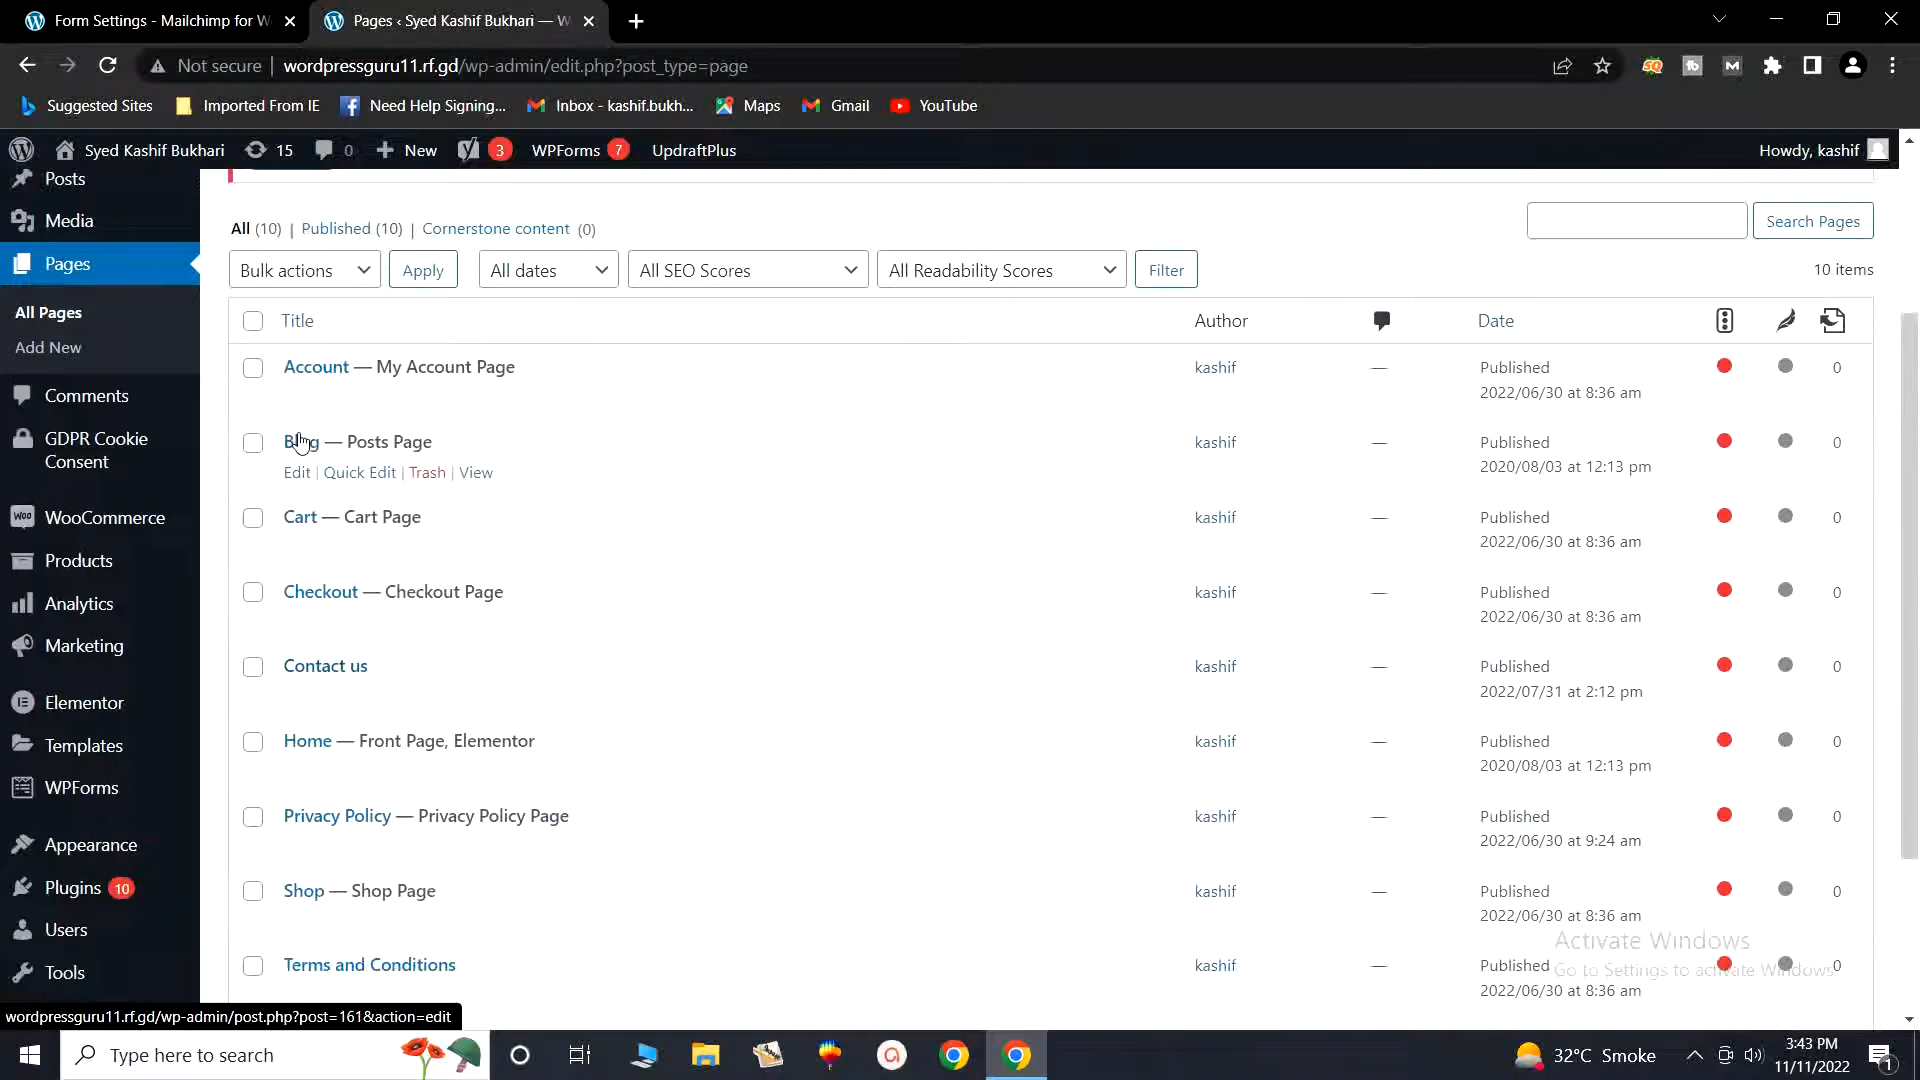 Form Settings - Mailchimp for W
Pages ‹ Syed Kashif Bukhari — W
Not secure
wordpressguru11.rf.gd/wp-admin/edit.php?post_type=page
Suggested Sites
Imported From IE
Need Help Signing...
Inbox - kashif.bukh...
Maps
Gmail
YouTube
Syed Kashif Bukhari
15
0
New
3
WPForms 7
UpdraftPlus
Howdy, kashif
Posts
Media
Pages
All Pages
Add New
Comments
GDPR Cookie
Consent
WooCommerce
Products
Analytics
Marketing
Elementor
Templates
WPForms
Appearance
Plugins 10
Users
Tools
All (10) | Published (10) | Cornerstone content (0)
Search Pages
Bulk actions
Apply
All dates
All SEO Scores
All Readability Scores
Filter
10 items
Title
Author
Date
Account — My Account Page
kashif
—
Published
2022/06/30 at 8:36 am
0
Blog — Posts Page
Edit | Quick Edit | Trash | View
kashif
—
Published
2020/08/03 at 12:13 pm
0
Cart — Cart Page
kashif
—
Published
2022/06/30 at 8:36 am
0
Checkout — Checkout Page
kashif
—
Published
2022/06/30 at 8:36 am
0
Contact us
kashif
—
Published
2022/07/31 at 2:12 pm
0
Home — Front Page, Elementor
kashif
—
Published
2020/08/03 at 12:13 pm
0
Privacy Policy — Privacy Policy Page
kashif
—
Published
2022/06/30 at 9:24 am
0
Shop — Shop Page
kashif
—
Published
2022/06/30 at 8:36 am
0
Terms and Conditions
kashif
—
Published
2022/06/30 at 8:36 am
0
Activate Windows
Go to Settings to activate Windows.
wordpressguru11.rf.gd/wp-admin/post.php?post=161&action=edit
Type here to search
32°C Smoke
3:43 PM
11/11/2022
1